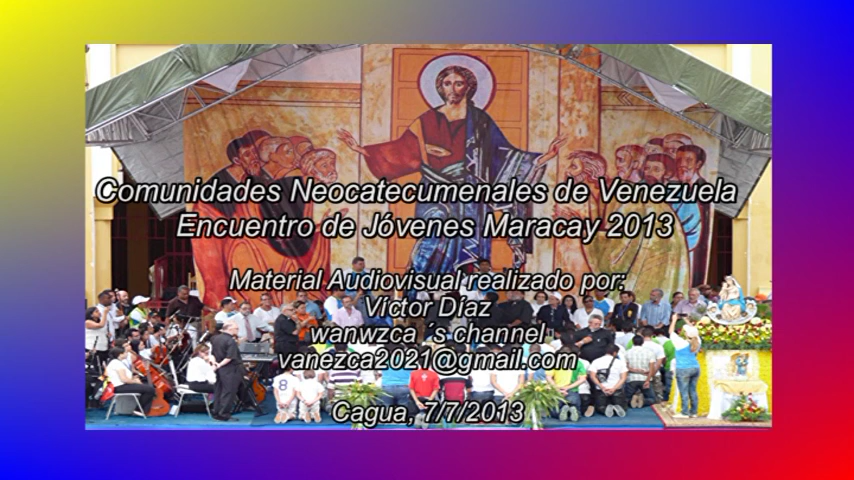 Comunidades Neocatecumenales de Venezuela
Encuentro de Jóvenes Maracay 2013
Material Audiovisual realizado por:
Víctor Díaz
wanwzca ´s channel
vanezca2021@gmail.com
Cagua, 7/7/2013
8